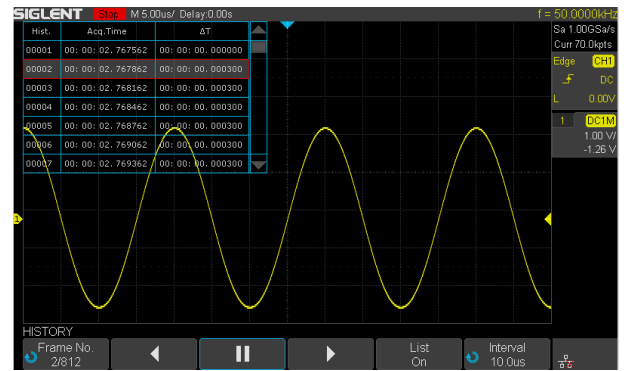 SIGLENT Stop M 5.00us/ Delay:0.00s f = 50.0000kHz
Sa 1.00GSa/s
Curr 70.0kpts
Hist. Acq.Time ΔT
00001 00: 00: 02. 767562 00: 00: 00. 000000
00002 00: 00: 02. 767862 00: 00: 00. 000300
00003 00: 00: 02. 768162 00: 00: 00. 000300
00004 00: 00: 02. 768462 00: 00: 00. 000300
00005 00: 00: 02. 768762 00: 00: 00. 000300
00006 00: 00: 02. 769062 00: 00: 00. 000300
00007 00: 00: 02. 769362 00: 00: 00. 000300
Edge CH1
DC
L 0.00V
1 DC1M
1.00 V/
-1.26 V
1
HISTORY
Frame No.
2/812
List
On
Interval
10.0us